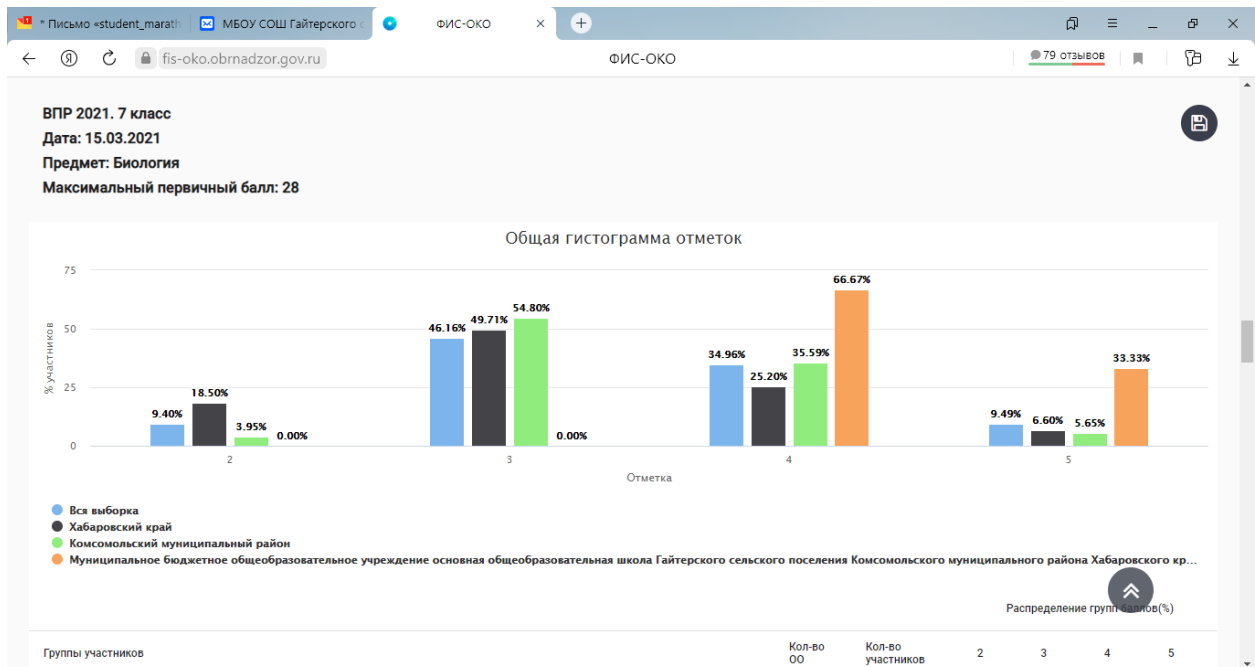 * Письмо «student_marath
МБОУ СОШ Гайтерского с
ФИС-ОКО
fis-oko.obrnadzor.gov.ru
ФИС-ОКО
79 отзывов
ВПР 2021. 7 класс
Дата: 15.03.2021
Предмет: Биология
Максимальный первичный балл: 28
Общая гистограмма отметок
% участников
75
50
25
0
9.40%
18.50%
3.95%
0.00%
46.16%
49.71%
54.80%
0.00%
34.96%
25.20%
35.59%
66.67%
9.49%
6.60%
5.65%
33.33%
2
3
4
5
Отметка
Вся выборка
Хабаровский край
Комсомольский муниципальный район
Муниципальное бюджетное общеобразовательное учреждение основная общеобразовательная школа Гайтерского сельского поселения Комсомольского муниципального района Хабаровского кр...
Распределение групп баллов(%)
Группы участников
Кол-во ОО
Кол-во участников
2
3
4
5